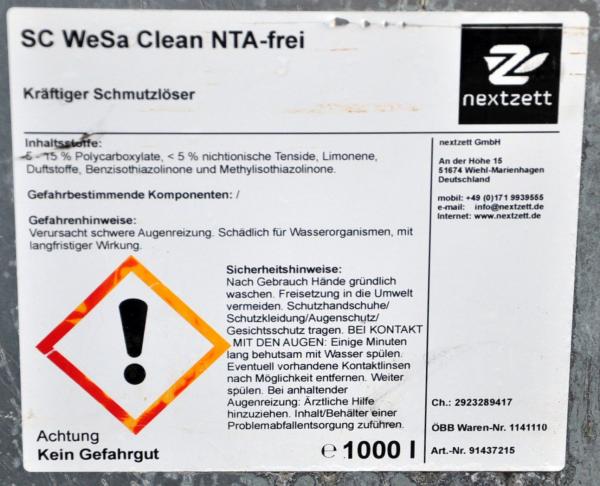 SC WeSa Clean NTA-frei
nextzett
Kräftiger Schmutzlöser
Inhaltsstoffe:
5 - 15 % Polycarboxylate, < 5 % nichtionische Tenside, Limonene,
Duftstoffe, Benzisothiazolinone und Methylisothiazolinone.
Gefahrbestimmende Komponenten: /
Gefahrenhinweise:
Verursacht schwere Augenreizung. Schädlich für Wasserorganismen, mit
langfristiger Wirkung.
Sicherheitshinweise:
Nach Gebrauch Hände gründlich
waschen. Freisetzung in die Umwelt
vermeiden. Schutzhandschuhe/
Schutzkleidung/Augenschutz/
Gesichtsschutz tragen. BEI KONTAKT
MIT DEN AUGEN: Einige Minuten
lang behutsam mit Wasser spülen.
Eventuell vorhandene Kontaktlinsen
nach Möglichkeit entfernen. Weiter
spülen. Bei anhaltender
Augenreizung: Ärztliche Hilfe
hinzuziehen. Inhalt/Behälter einer
Problemabfallentsorgung zuführen.
Achtung
Kein Gefahrgut
e 1000 l
nextzett GmbH
An der Höhe 15
51674 Wiehl-Marienhagen
Deutschland
mobil: +49 (0)171 9939555
e-mail: info@nextzett.de
Internet: www.nextzett.de
Ch.: 2923289417
ÖBB Waren-Nr. 1141110
Art.-Nr. 91437215